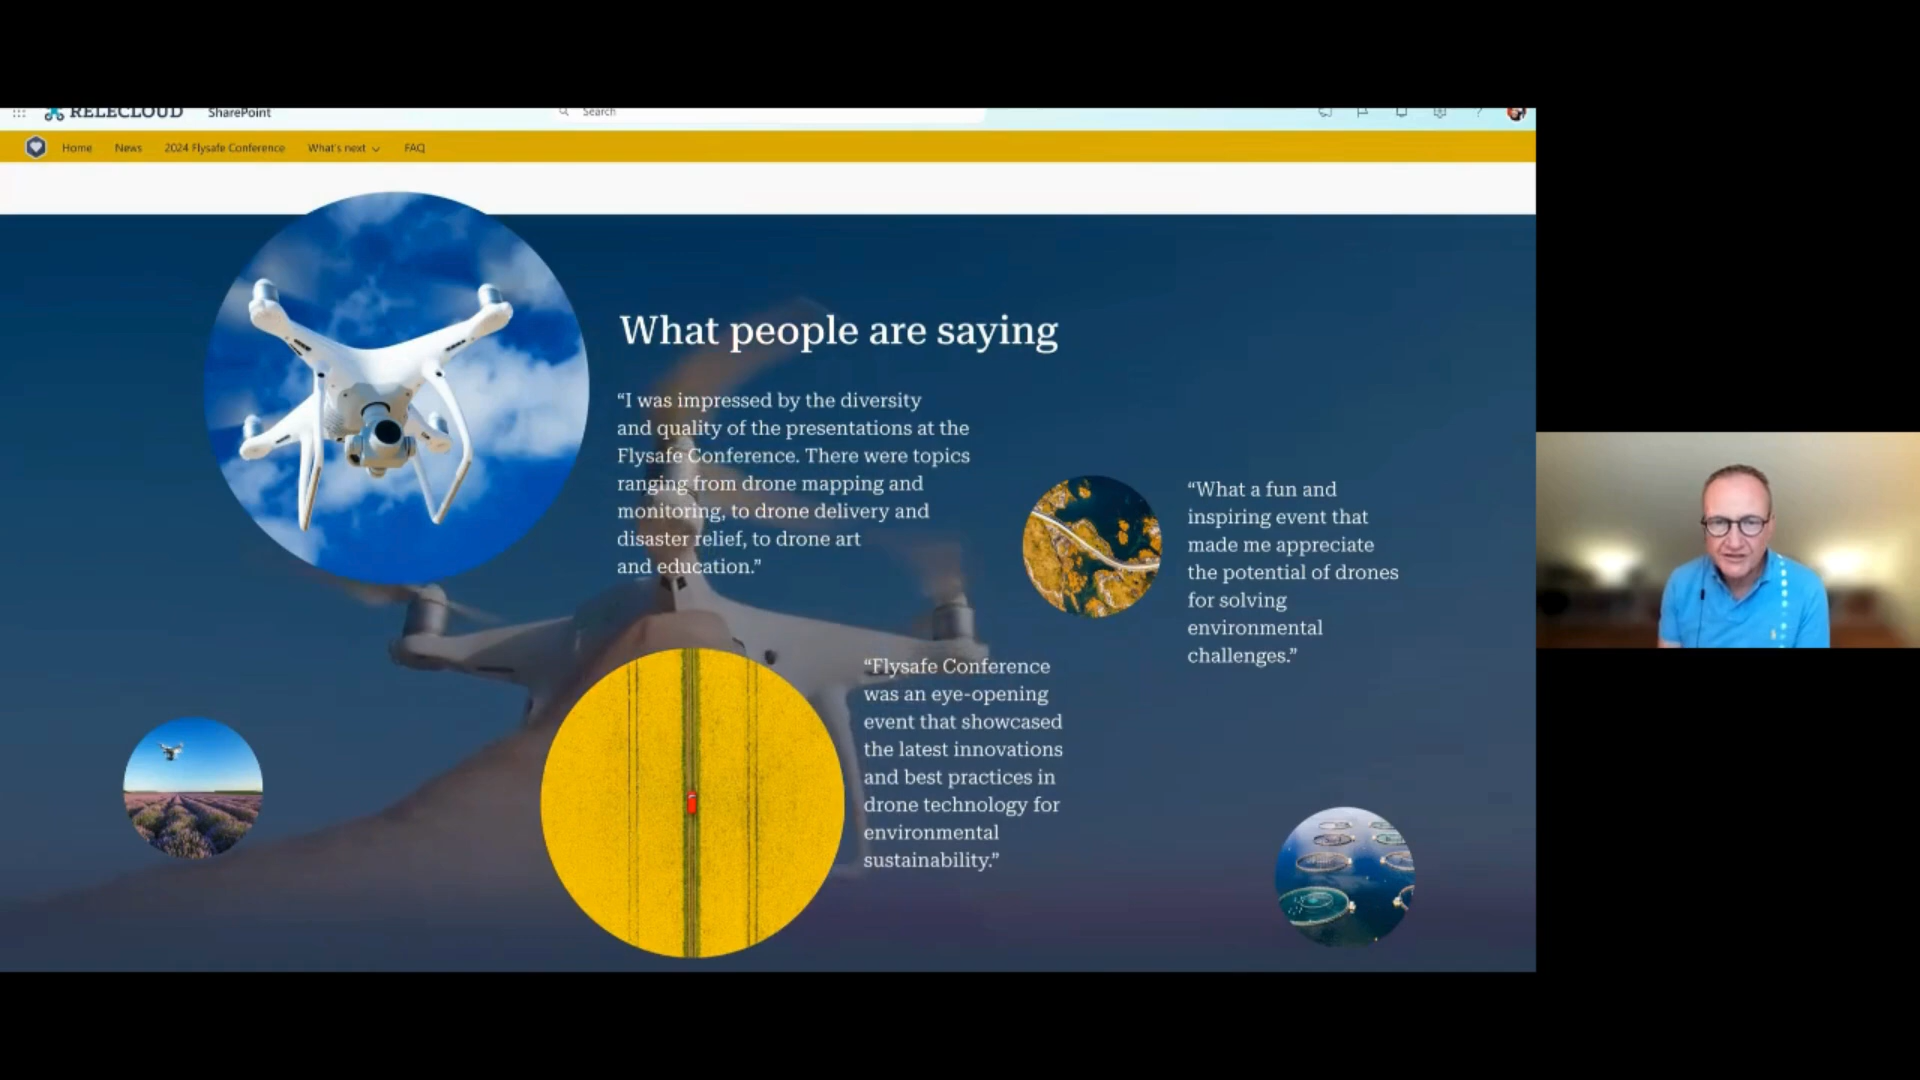 RELECLOUD SharePoint Search
Home News 2024 Flysafe Conference What's next FAQ
What people are saying
“I was impressed by the diversity
and quality of the presentations at the
Flysafe Conference. There were topics
ranging from drone mapping and
monitoring, to drone delivery and
disaster relief, to drone art
and education.”
“What a fun and
inspiring event that
made me appreciate
the potential of drones
for solving
environmental
challenges.”
“Flysafe Conference
was an eye-opening
event that showcased
the latest innovations
and best practices in
drone technology for
environmental
sustainability.”